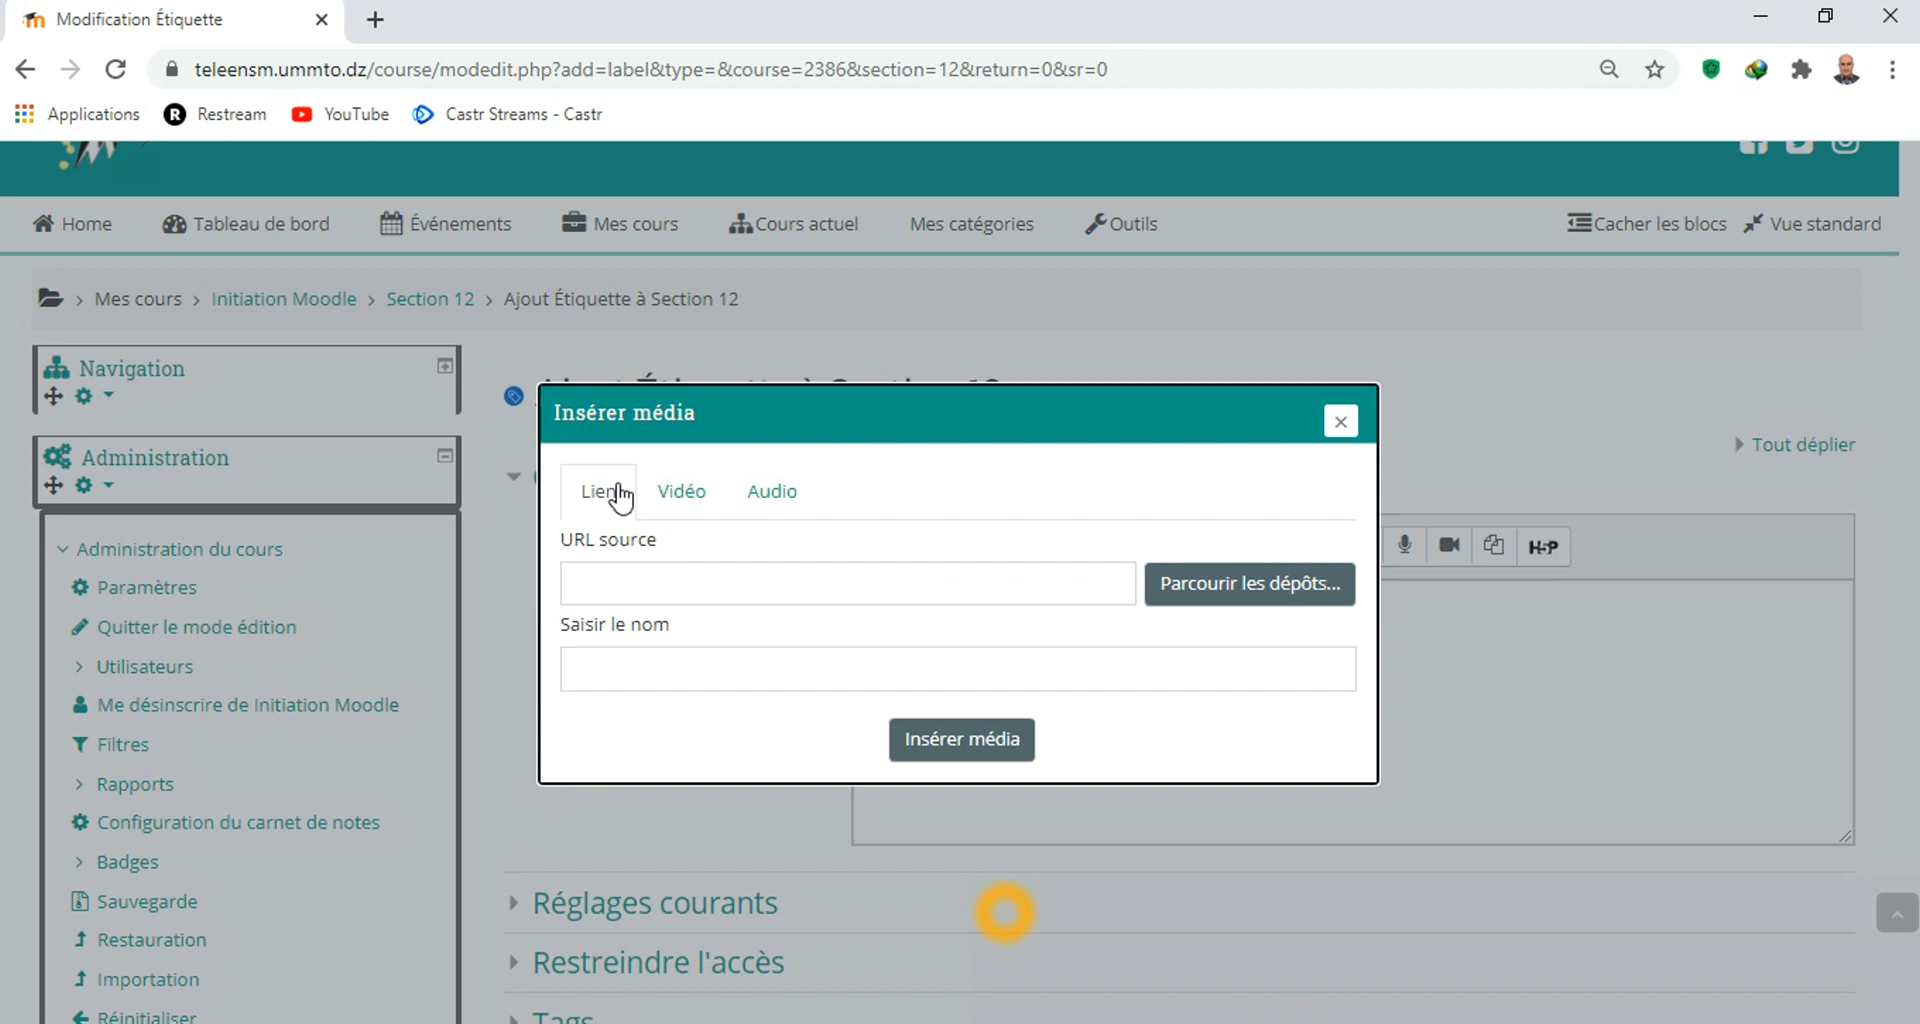 Modification Étiquette
teleensm.ummto.dz/course/modedit.php?add=label&type=&course=2386&section=12&return=0&sr=0
Applications Restream YouTube Castr Streams - Castr
Home Tableau de bord Événements Mes cours Cours actuel Mes catégories Outils Cacher les blocs Vue standard
> Mes cours > Initiation Moodle > Section 12 > Ajout Étiquette à Section 12
Navigation
Administration
Administration du cours
Paramètres
Quitter le mode édition
Utilisateurs
Me désinscrire de Initiation Moodle
Filtres
Rapports
Configuration du carnet de notes
Badges
Sauvegarde
Restauration
Importation
Réinitialiser
Tout déplier
Insérer média
Lien Vidéo Audio
URL source
Parcourir les dépôts...
Saisir le nom
Insérer média
H-P
Réglages courants
Restreindre l'accès
Tags